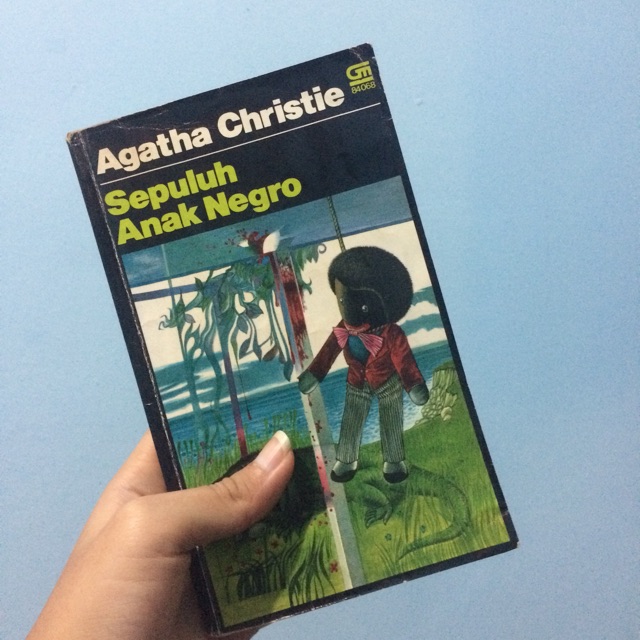 GM
84068
Agatha Christie
Sepuluh
Anak Negro